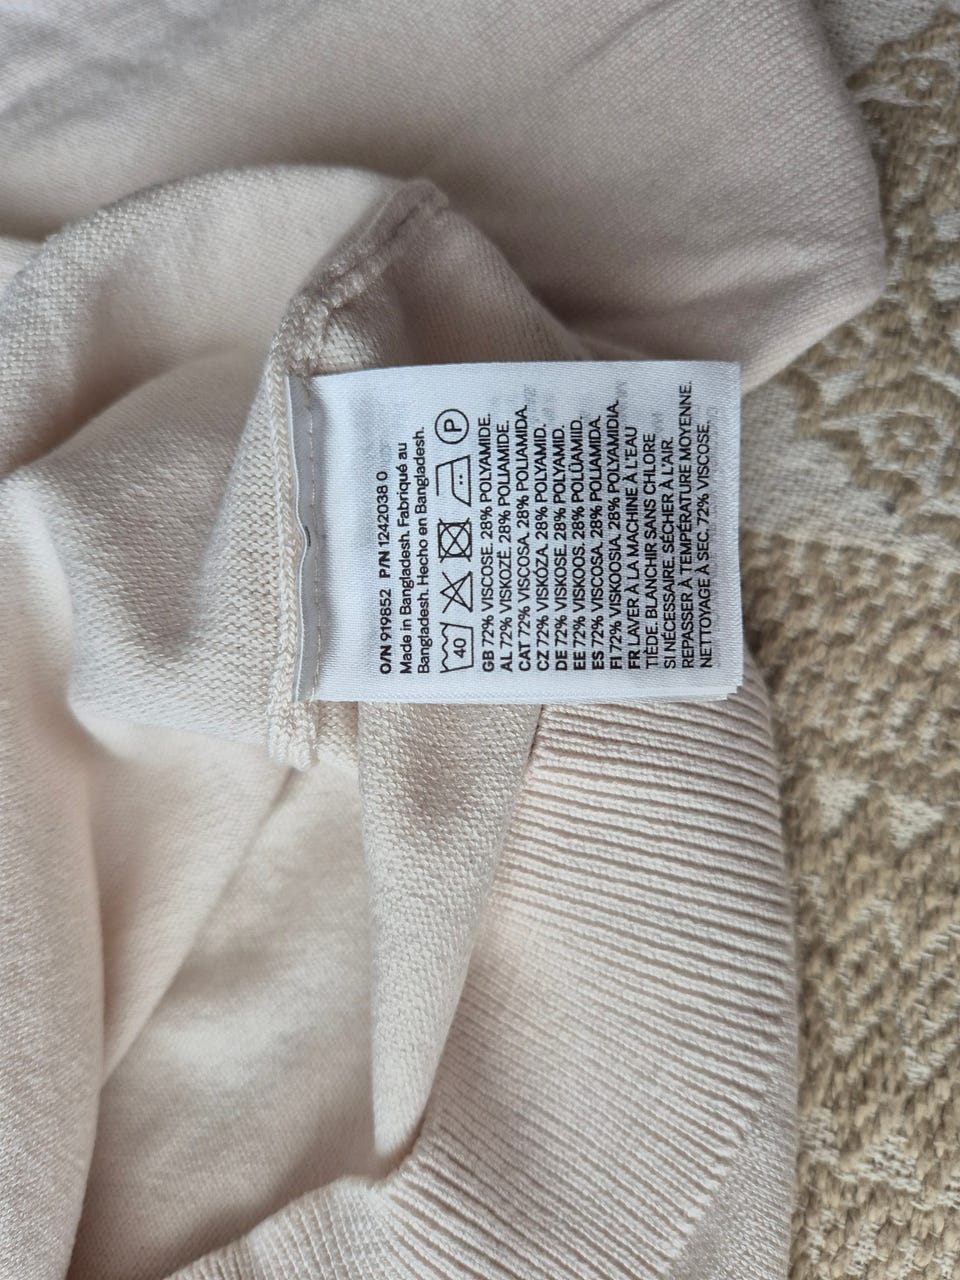 O/N 919852 P/N 1242038 0
Made in Bangladesh. Fabriqué au
Bangladesh. Hecho en Bangladesh.
40 P
GB 72% VISCOSE. 28% POLYAMIDE.
AL 72% VISKOZË. 28% POLIAMIDE.
CAT 72% VISCOSA. 28% POLIAMIDA.
CZ 72% VISKÓZA. 28% POLYAMID.
DE 72% VISKOSE. 28% POLYAMID.
EE 72% VISKOOS. 28% POLÜAMIID.
ES 72% VISCOSA. 28% POLIAMIDA.
FI 72% VISKOOSIA. 28% POLYAMIDIA.
FR LAVER À LA MACHINE À L'EAU
TIÈDE. BLANCHIR SANS CHLORE
SI NÉCESSAIRE. SÉCHER À L'AIR
REPASSER À TEMPÉRATURE MOYENNE.
NETTOYAGE À SEC. 72% VISCOSE,